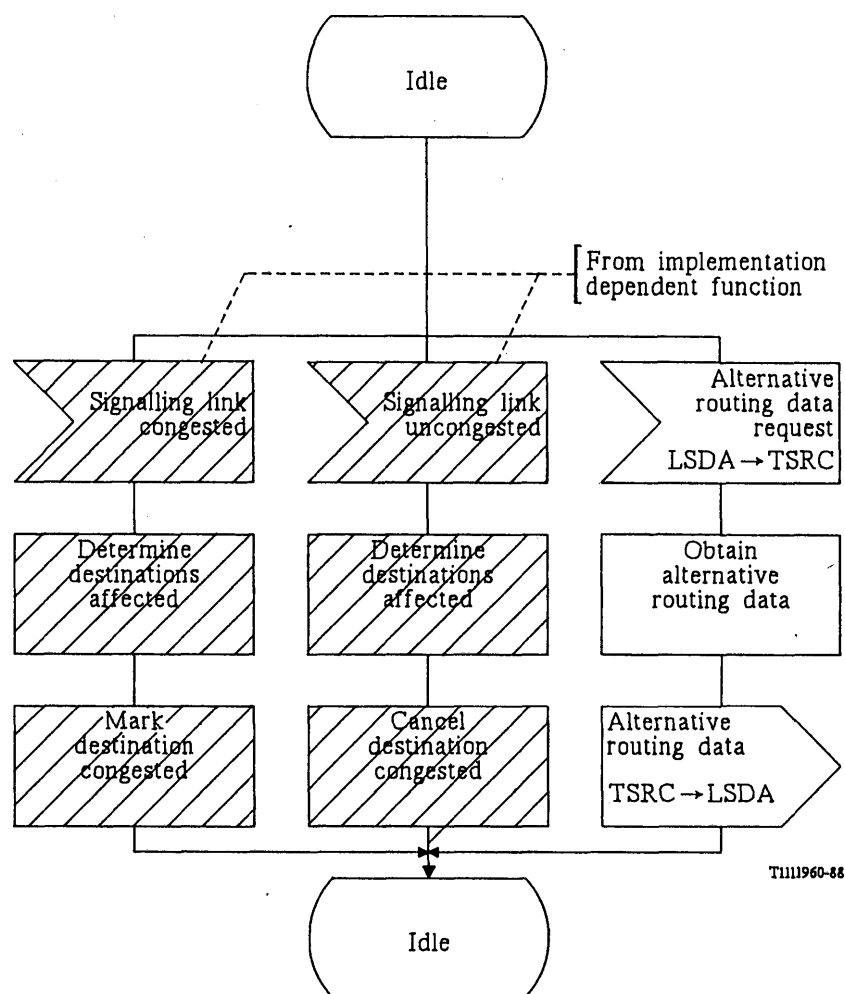 Idle
From implementation
dependent function
Signalling link
congested
Signalling link
uncongested
Alternative
routing data
request
LSDA → TSRC
Determine
destinations
affected
Determine
destinations
affected
Obtain
alternative
routing data
Mark
destination
congested
Cancel
destination
congested
Alternative
routing data
TSRC → LSDA
T1111960-88
Idle